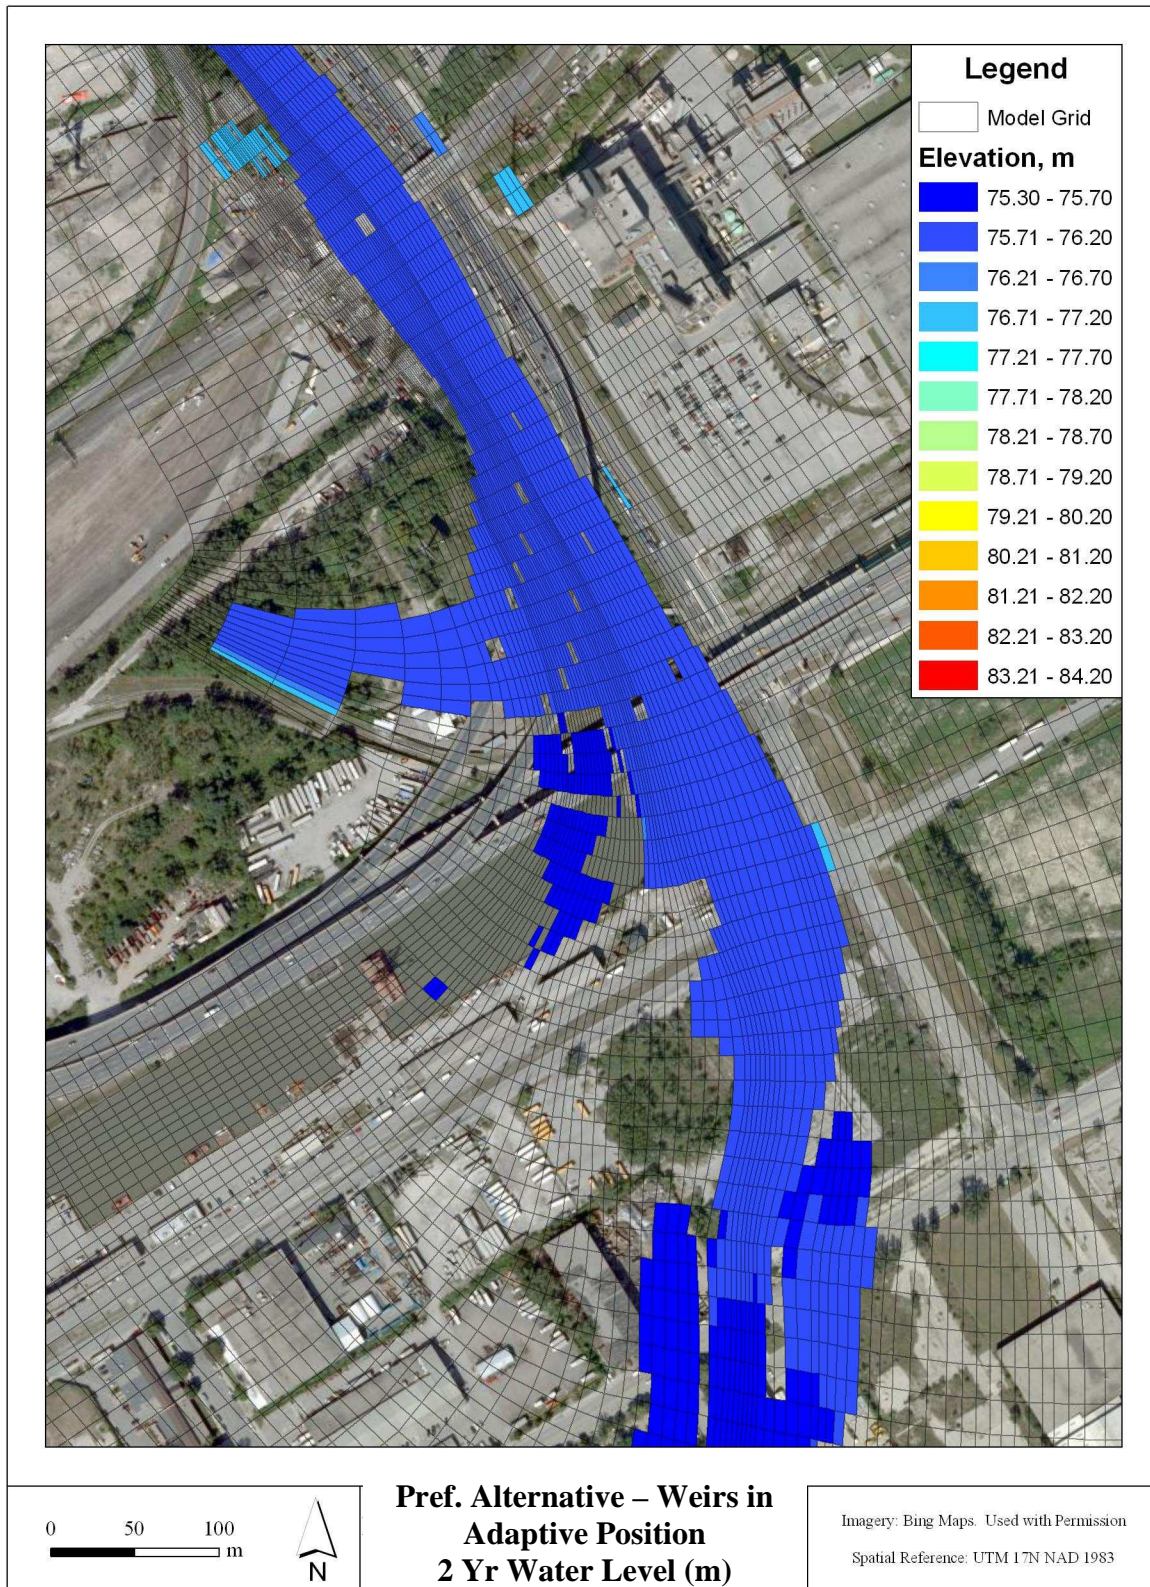 Legend
Model Grid
Elevation, m
75.30 - 75.70
75.71 - 76.20
76.21 - 76.70
76.71 - 77.20
77.21 - 77.70
77.71 - 78.20
78.21 - 78.70
78.71 - 79.20
79.21 - 80.20
80.21 - 81.20
81.21 - 82.20
82.21 - 83.20
83.21 - 84.20
0 50 100
m
N
Pref. Alternative – Weirs in
Adaptive Position
2 Yr Water Level (m)
Imagery: Bing Maps. Used with Permission
Spatial Reference: UTM 17N NAD 1983